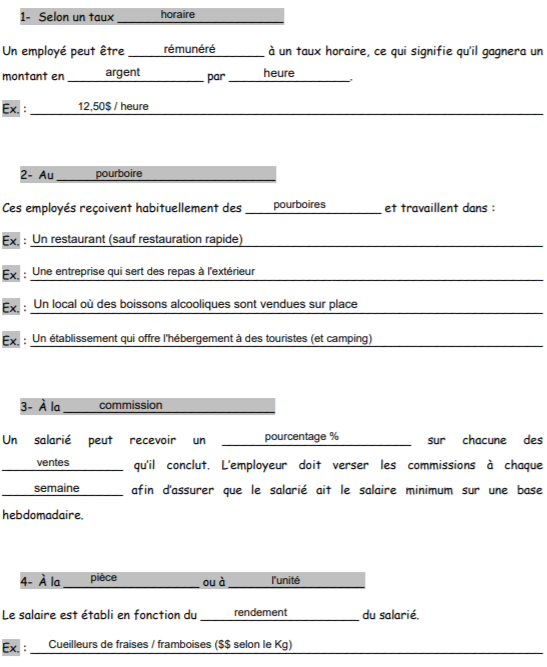 1- Selon un taux horaire
Un employé peut être rémunéré à un taux horaire, ce qui signifie qu'il gagnera un
montant en argent par heure.
Ex. : 12,50$ / heure
2- Au pourboire
Ces employés reçoivent habituellement des pourboires et travaillent dans :
Ex. : Un restaurant (sauf restauration rapide)
Ex. : Une entreprise qui sert des repas à l'extérieur
Ex. : Un local où des boissons alcooliques sont vendues sur place
Ex. : Un établissement qui offre l'hébergement à des touristes (et camping)
3- À la commission
Un salarié peut recevoir un pourcentage % sur chacune des
ventes qu'il conclut. L'employeur doit verser les commissions à chaque
semaine afin d'assurer que le salarié ait le salaire minimum sur une base
hebdomadaire.
4- À la pièce ou à l'unité
Le salaire est établi en fonction du rendement du salarié.
Ex. : Cueilleurs de fraises / framboises ($$ selon le Kg)